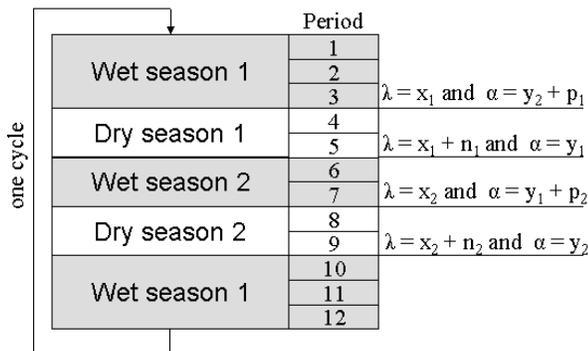 Period
one cycle
Wet season 1
1
2
3
λ = x₁ and α = y₂ + p₁
Dry season 1
4
5
λ = x₁ + n₁ and α = y₁
Wet season 2
6
7
λ = x₂ and α = y₁ + p₂
Dry season 2
8
9
λ = x₂ + n₂ and α = y₂
Wet season 1
10
11
12